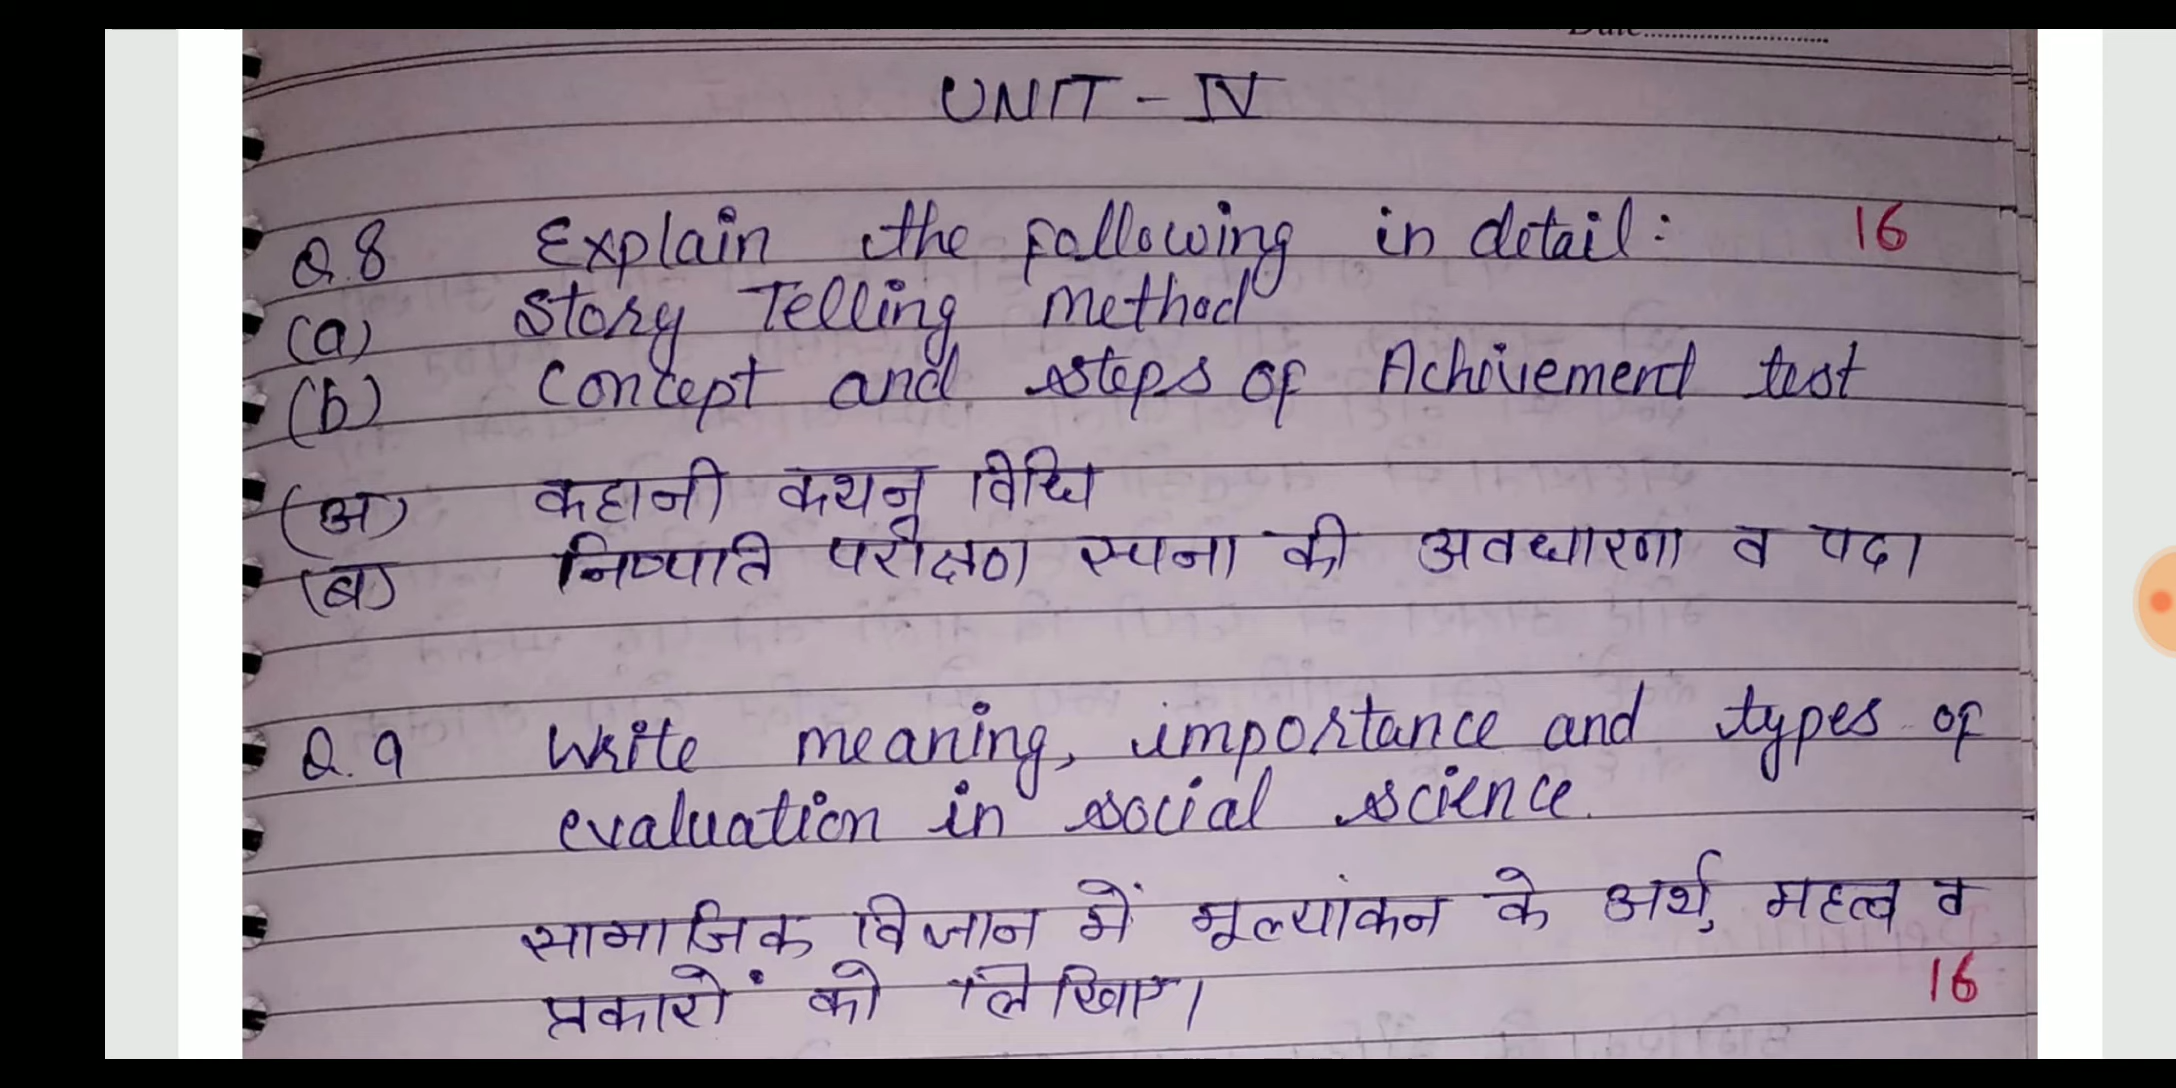 Date
UNIT - IV
Q.8 Explain the following in detail: 16
(a) Story Telling method
(b) Concept and steps of Achivement test
(अ) कहानी कथन विधि
(ब) निष्पाति परीक्षण रचना की अवधारणा व पद।
Q.9 Write meaning, importance and types of
evaluation in social science.
सामाजिक विज्ञान में मूल्यांकन के अर्थ, महत्व व
प्रकारों को लिखिए। 16